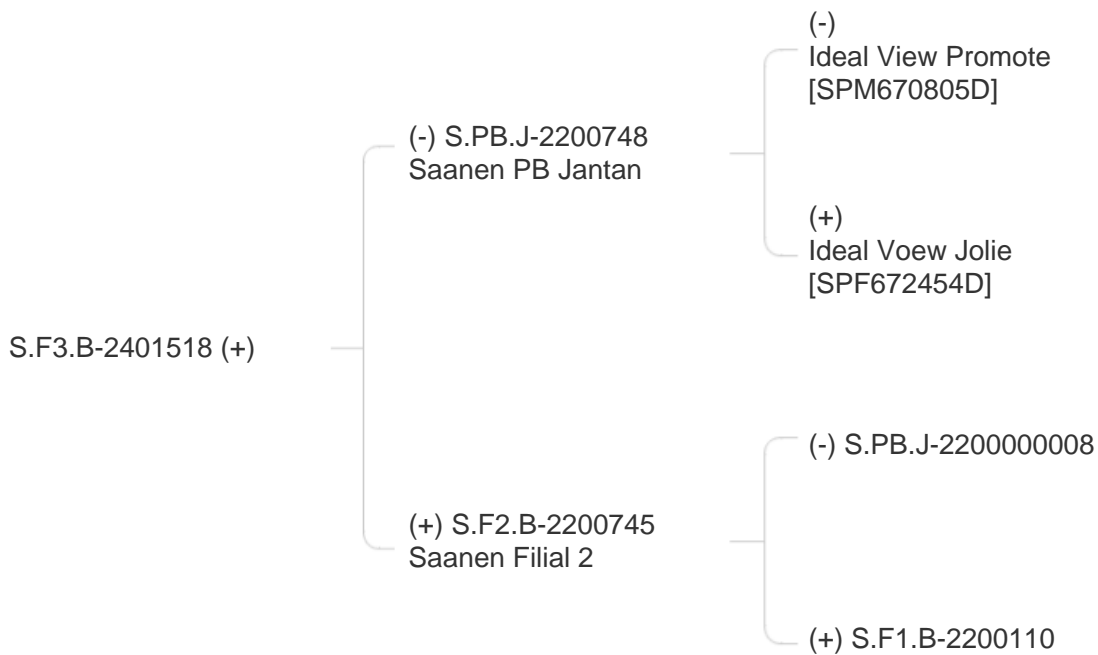 (-)
Ideal View Promote
[SPM670805D]
(-) S.PB.J-2200748
Saanen PB Jantan
(+)
Ideal Voew Jolie
[SPF672454D]
S.F3.B-2401518 (+)
(-) S.PB.J-2200000008
(+) S.F2.B-2200745
Saanen Filial 2
(+) S.F1.B-2200110